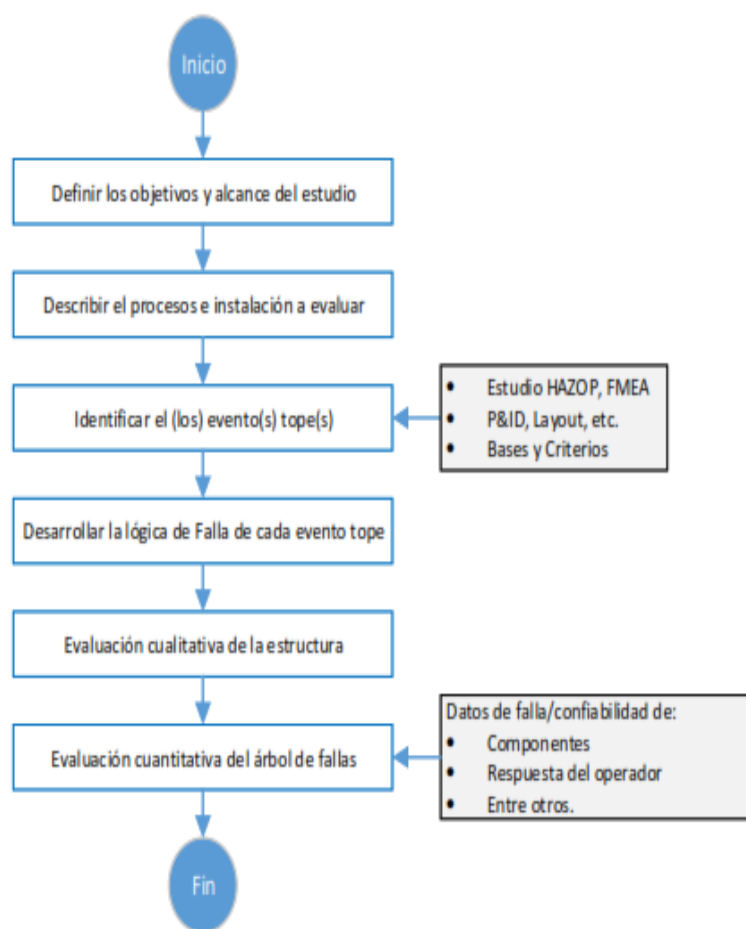 Inicio
Definir los objetivos y alcance del estudio
Describir el procesos e instalación a evaluar
Identificar el (los) evento(s) tope(s)
• Estudio HAZOP, FMEA
• P&ID, Layout, etc.
• Bases y Criterios
Desarrollar la lógica de Falla de cada evento tope
Evaluación cualitativa de la estructura
Evaluación cuantitativa del árbol de fallas
Datos de falla/confiabilidad de:
• Componentes
• Respuesta del operador
• Entre otros.
Fin